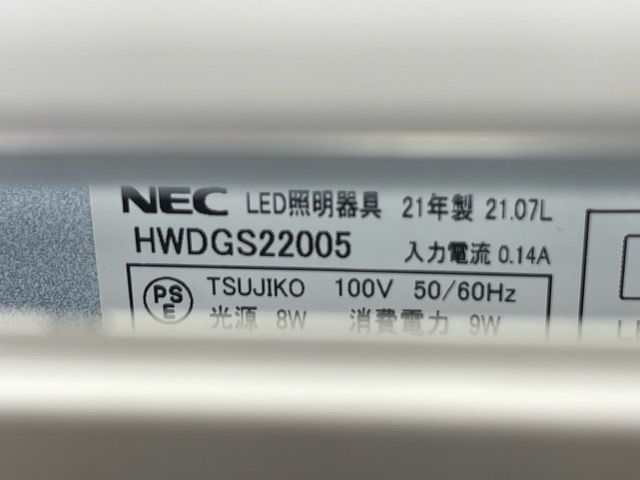 NEC LED照明器具 21年製 21.07L
HWDGS22005 入力電流 0.14A
PS E TSUJIKO 100V 50/60Hz
光源 8W 消費電力 9W